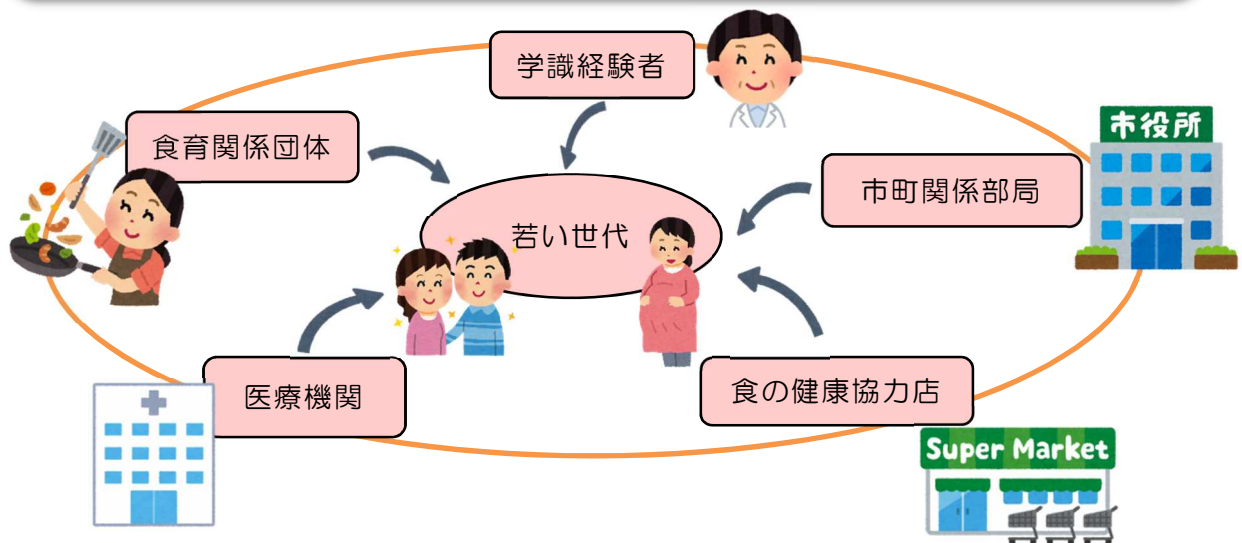 学識経験者
食育関係団体
市役所
市町関係部局
若い世代
医療機関
食の健康協力店
Super Market